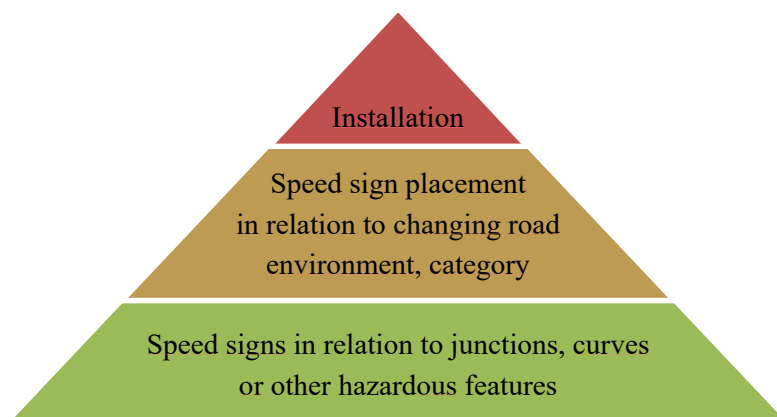 Installation
Speed sign placement
in relation to changing road
environment, category
Speed signs in relation to junctions, curves
or other hazardous features